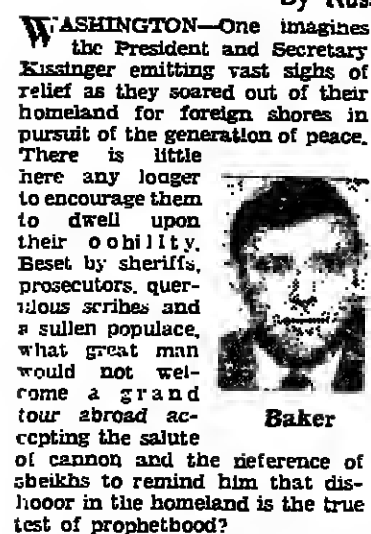 By Rus
WASHINGTON—One imagines
the President and Secretary
Kissinger emitting vast sighs of
relief as they soared out of their
homeland for foreign shores in
pursuit of the generation of peace.
There is little
here any longer
to encourage them
to dwell upon
their nobility.
Beset by sheriffs,
prosecutors, quer-
ulous scribes and
a sullen populace,
what great man
would not wel-
come a grand
tour abroad ac-
cepting the salute
of cannon and the deference of
sheikhs to remind him that dis-
honor in the homeland is the true
test of prophethood?
Baker